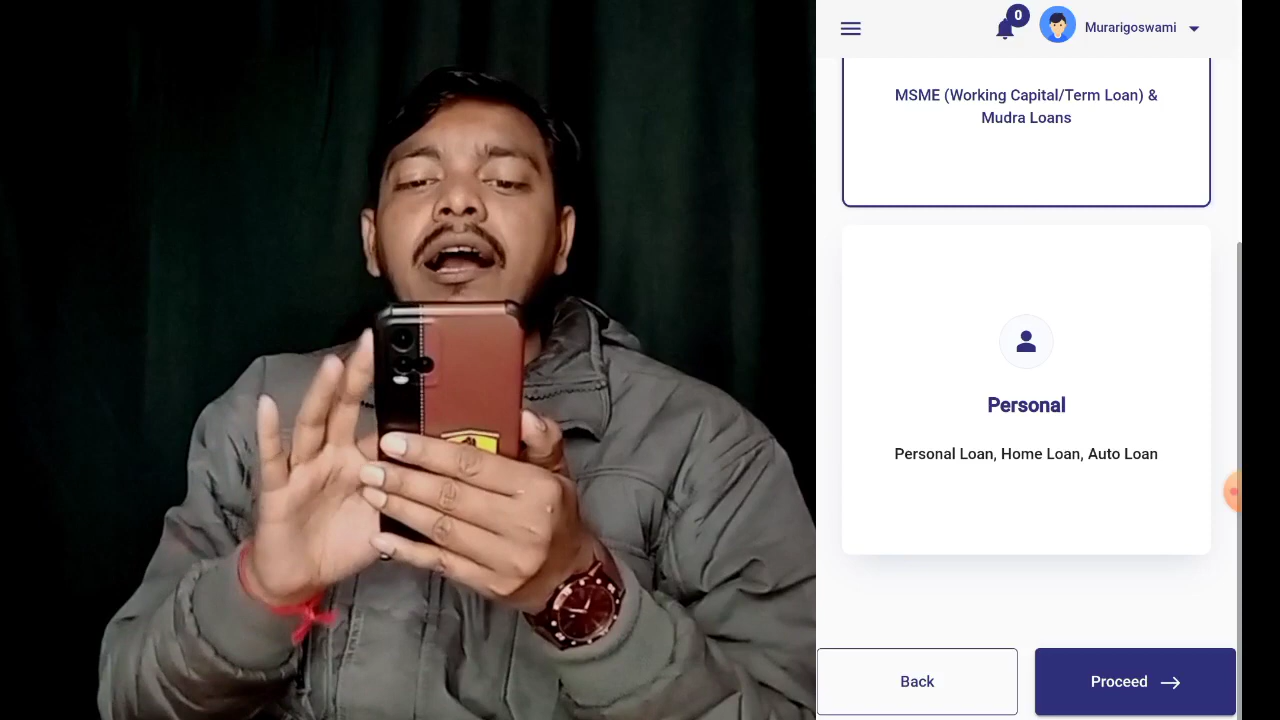 0
Murarigoswami
MSME (Working Capital/Term Loan) &
Mudra Loans
Personal
Personal Loan, Home Loan, Auto Loan
Back
Proceed